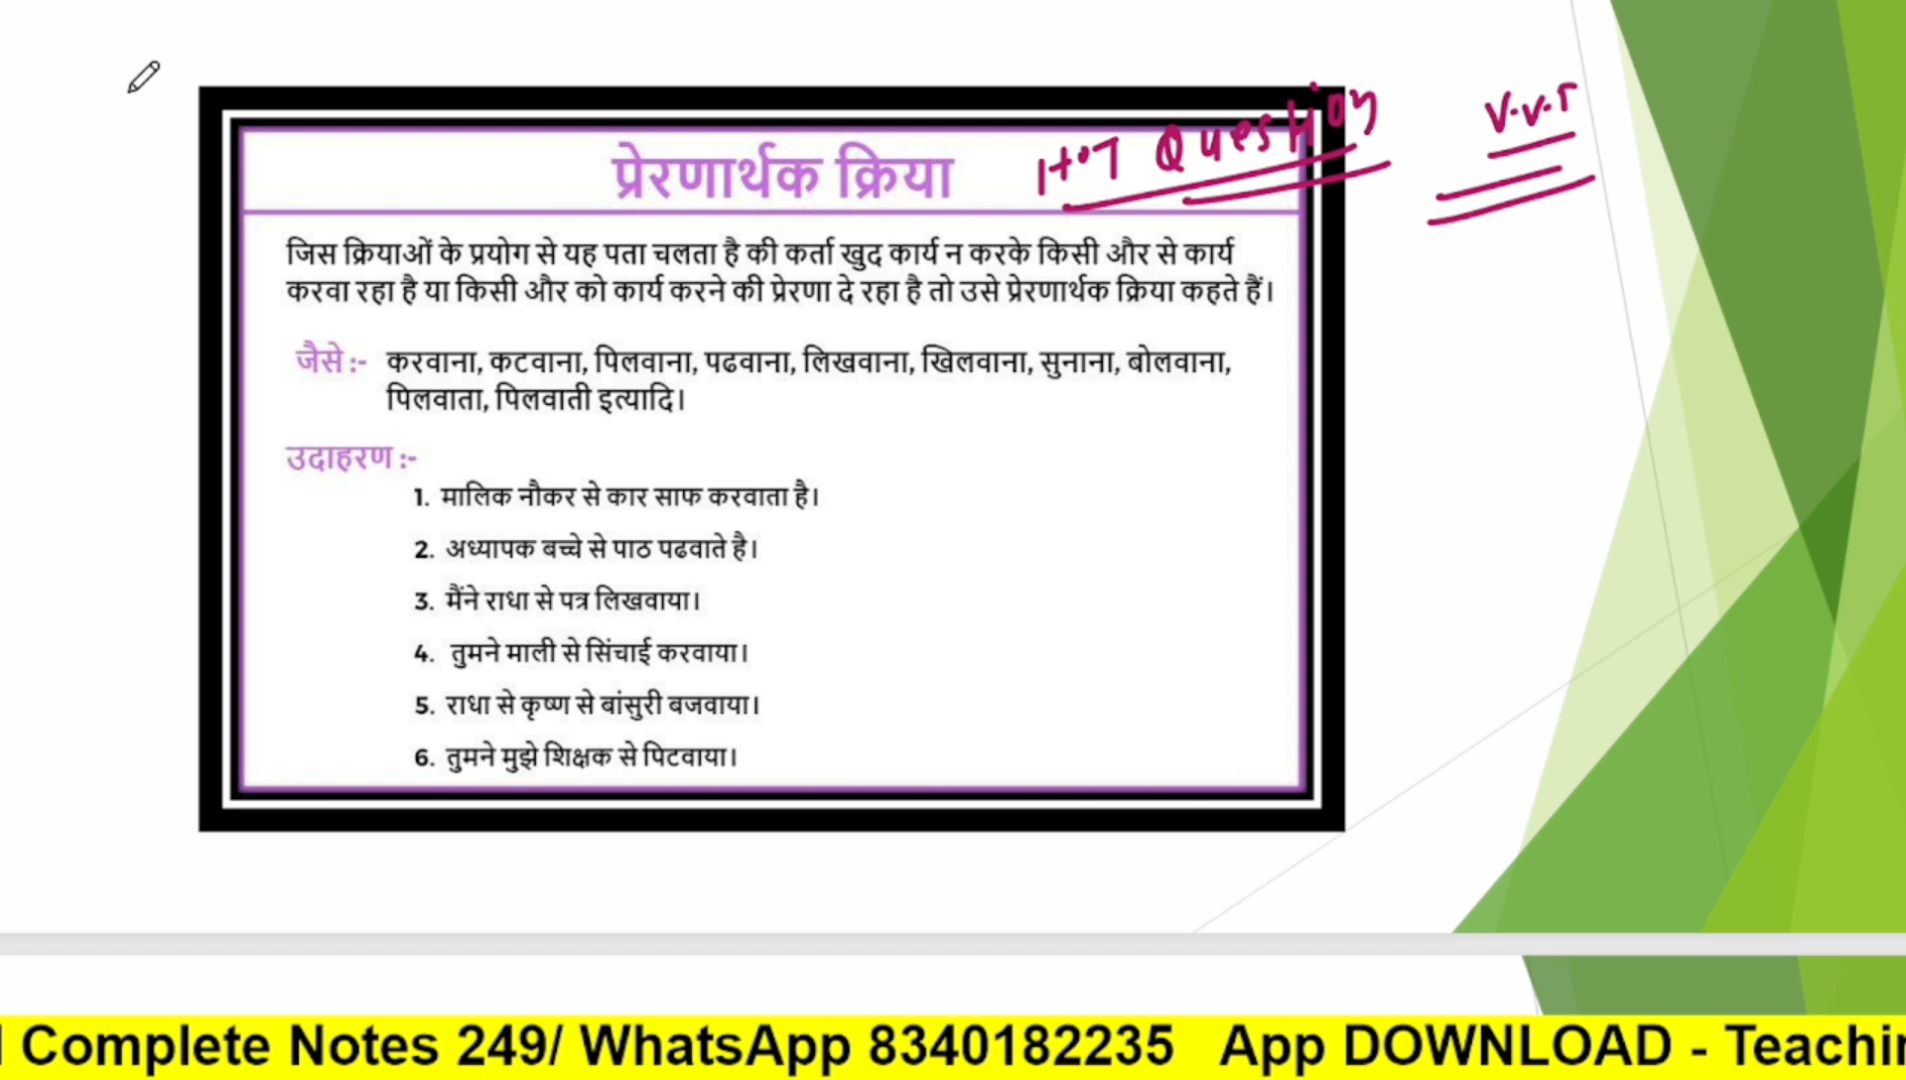 प्रेरणार्थक क्रिया
Hot Question
V.V.I
जिस क्रियाओं के प्रयोग से यह पता चलता है की कर्ता खुद कार्य न करके किसी और से कार्य
करवा रहा है या किसी और को कार्य करने की प्रेरणा दे रहा है तो उसे प्रेरणार्थक क्रिया कहते हैं।
जैसे :- करवाना, कटवाना, पिलवाना, पढवाना, लिखवाना, खिलवाना, सुनाना, बोलवाना,
पिलवाता, पिलवाती इत्यादि।
उदाहरण :-
1. मालिक नौकर से कार साफ करवाता है।
2. अध्यापक बच्चे से पाठ पढवाते है।
3. मैंने राधा से पत्र लिखवाया।
4. तुमने माली से सिंचाई करवाया।
5. राधा से कृष्ण से बांसुरी बजवाया।
6. तुमने मुझे शिक्षक से पिटवाया।
Complete Notes 249/ WhatsApp 8340182235 App DOWNLOAD -